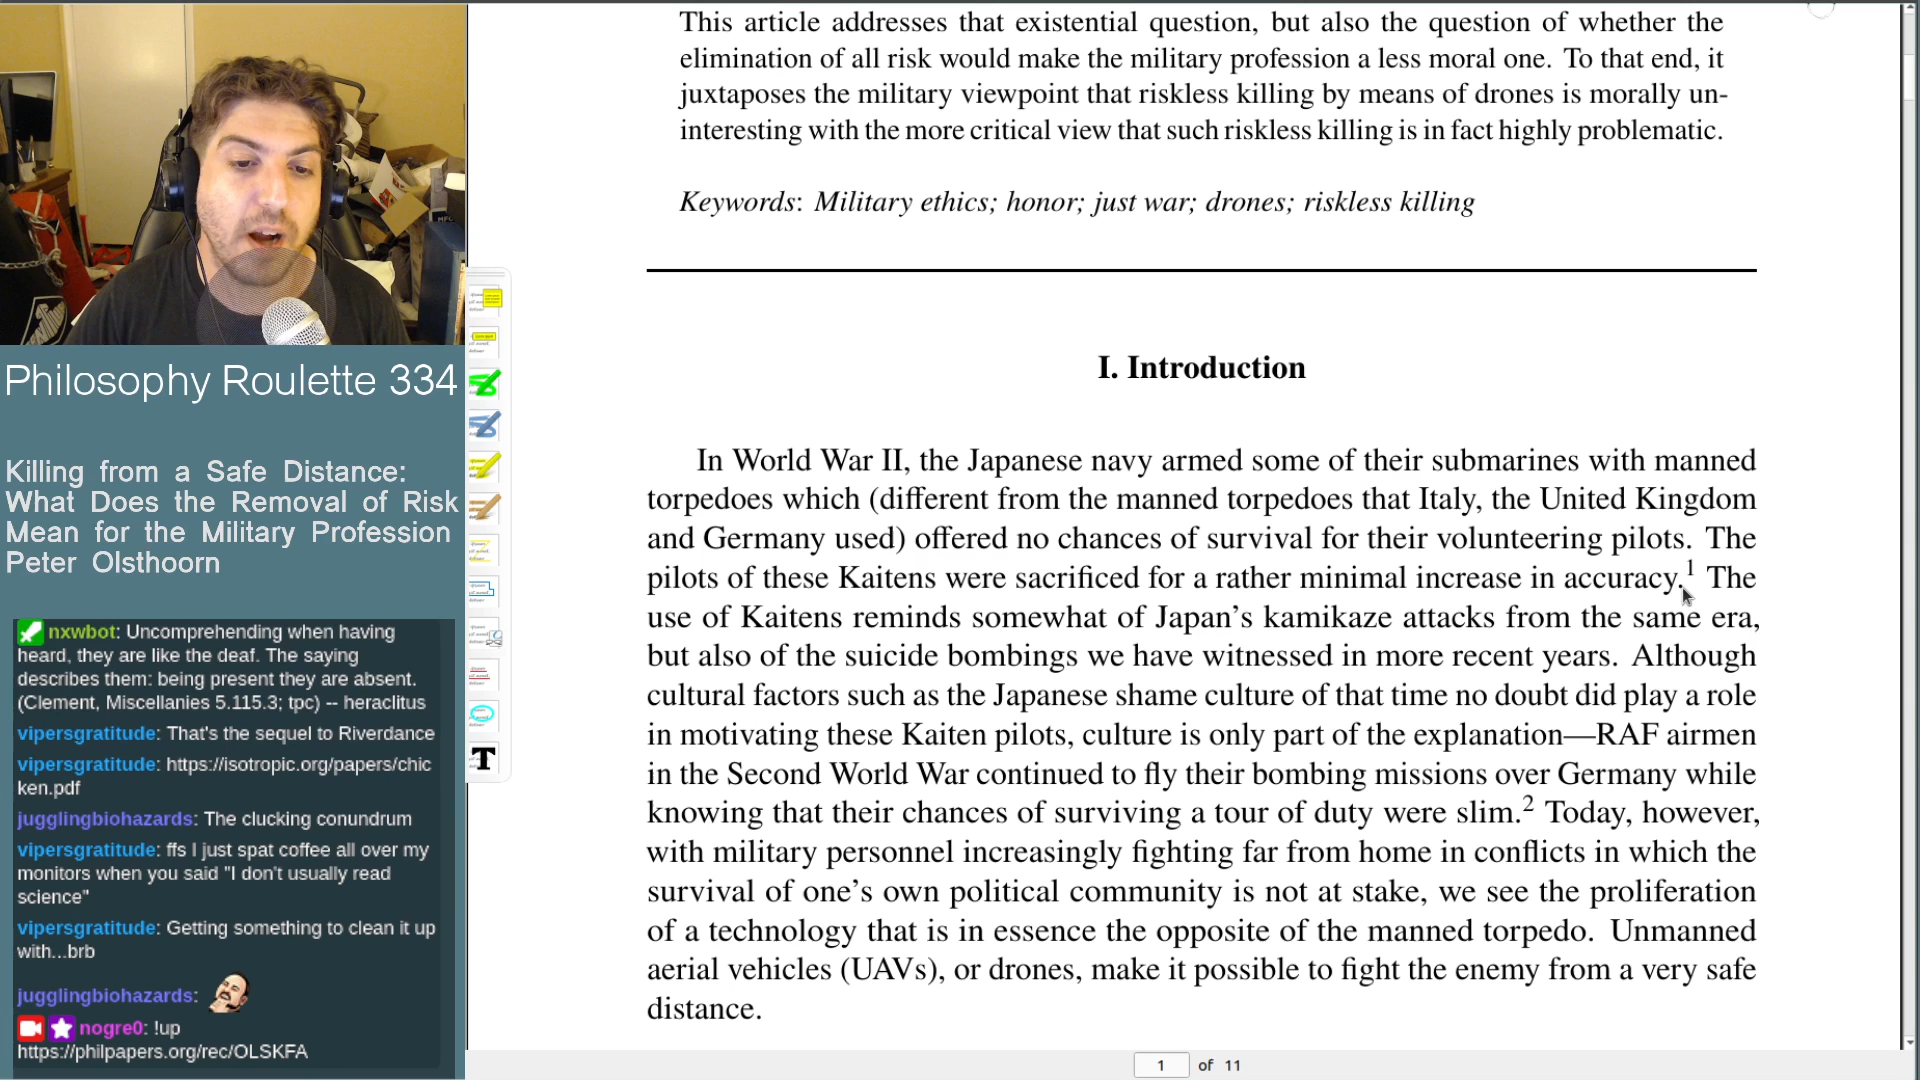 This article addresses that existential question, but also the question of whether the
elimination of all risk would make the military profession a less moral one. To that end, it
juxtaposes the military viewpoint that riskless killing by means of drones is morally un-
interesting with the more critical view that such riskless killing is in fact highly problematic.
Keywords: Military ethics; honor; just war; drones; riskless killing
I. Introduction
In World War II, the Japanese navy armed some of their submarines with manned
torpedoes which (different from the manned torpedoes that Italy, the United Kingdom
and Germany used) offered no chances of survival for their volunteering pilots. The
pilots of these Kaitens were sacrificed for a rather minimal increase in accuracy.1 The
use of Kaitens reminds somewhat of Japan's kamikaze attacks from the same era,
but also of the suicide bombings we have witnessed in more recent years. Although
cultural factors such as the Japanese shame culture of that time no doubt did play a role
in motivating these Kaiten pilots, culture is only part of the explanation—RAF airmen
in the Second World War continued to fly their bombing missions over Germany while
knowing that their chances of surviving a tour of duty were slim.2 Today, however,
with military personnel increasingly fighting far from home in conflicts in which the
survival of one's own political community is not at stake, we see the proliferation
of a technology that is in essence the opposite of the manned torpedo. Unmanned
aerial vehicles (UAVs), or drones, make it possible to fight the enemy from a very safe
distance.
1 of 11
Philosophy Roulette 334
Killing from a Safe Distance:
What Does the Removal of Risk
Mean for the Military Profession
Peter Olsthoorn
nxwbot: Uncomprehending when having
heard, they are like the deaf. The saying
describes them: being present they are absent.
(Clement, Miscellanies 5.115.3; tpc) -- heraclitus
vipersgratitude: That's the sequel to Riverdance
vipersgratitude: https://isotropic.org/papers/chic
ken.pdf
jugglingbiohazards: The clucking conundrum
vipersgratitude: ffs I just spat coffee all over my
monitors when you said "I don't usually read
science"
vipersgratitude: Getting something to clean it up
with...brb
jugglingbiohazards:
nogre0: !up
https://philpapers.org/rec/OLSKFA
T